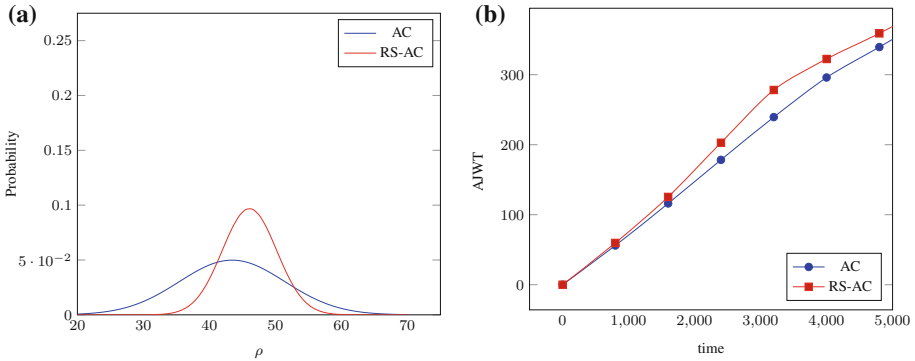 (a)
0.25
0.2
0.15
0.1
5 · 10⁻²
0
20
30
40
50
60
70
Probability
ρ
AC
RS-AC
(b)
300
200
100
0
0
1,000
2,000
3,000
4,000
5,000
AJWT
time
AC
RS-AC